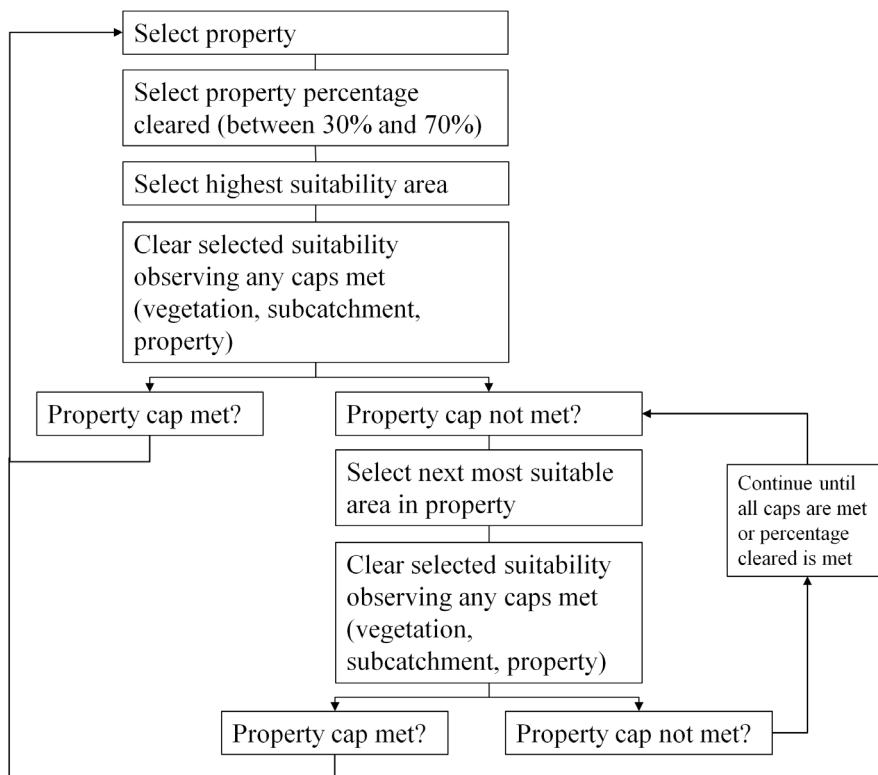 Select property
Select property percentage
cleared (between 30% and 70%)
Select highest suitability area
Clear selected suitability
observing any caps met
(vegetation, subcatchment,
property)
Property cap met?
Property cap not met?
Select next most suitable
area in property
Continue until
all caps are met
or percentage
cleared is met
Clear selected suitability
observing any caps met
(vegetation,
subcatchment, property)
Property cap met?
Property cap not met?